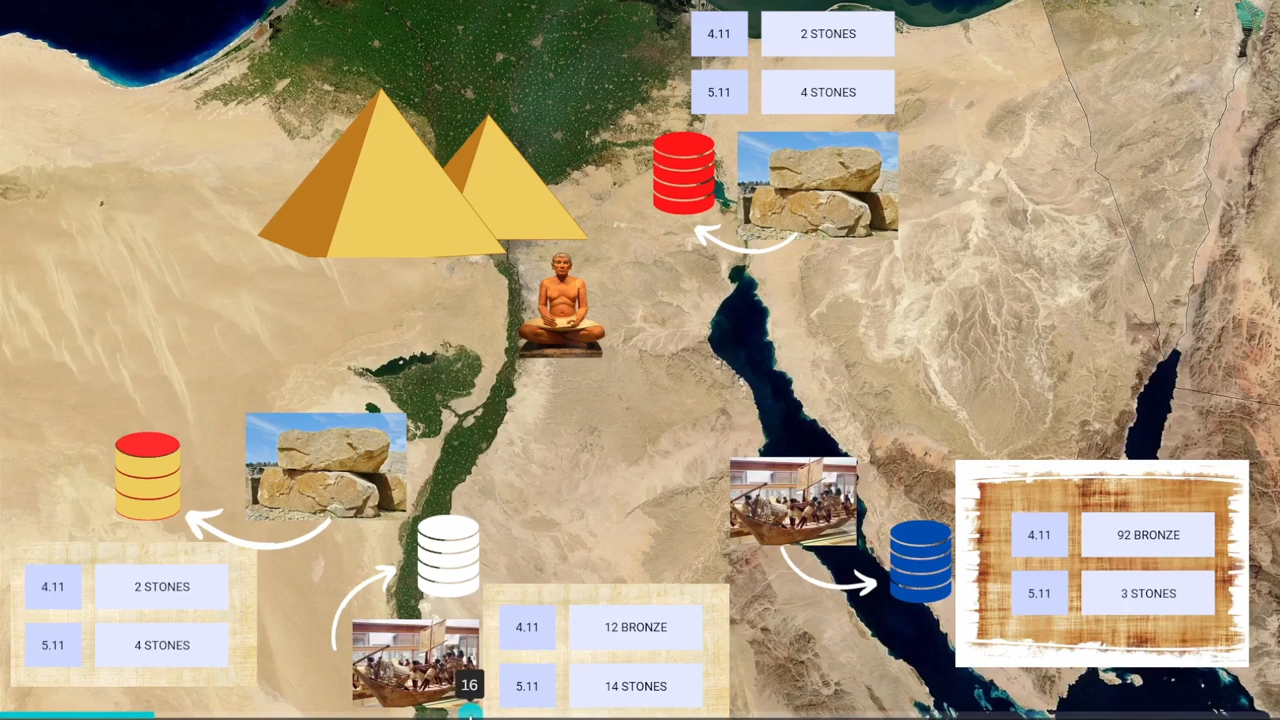 4.11 2 STONES
5.11 4 STONES
4.11 92 BRONZE
5.11 3 STONES
4.11 2 STONES
5.11 4 STONES
4.11 12 BRONZE
5.11 14 STONES
16